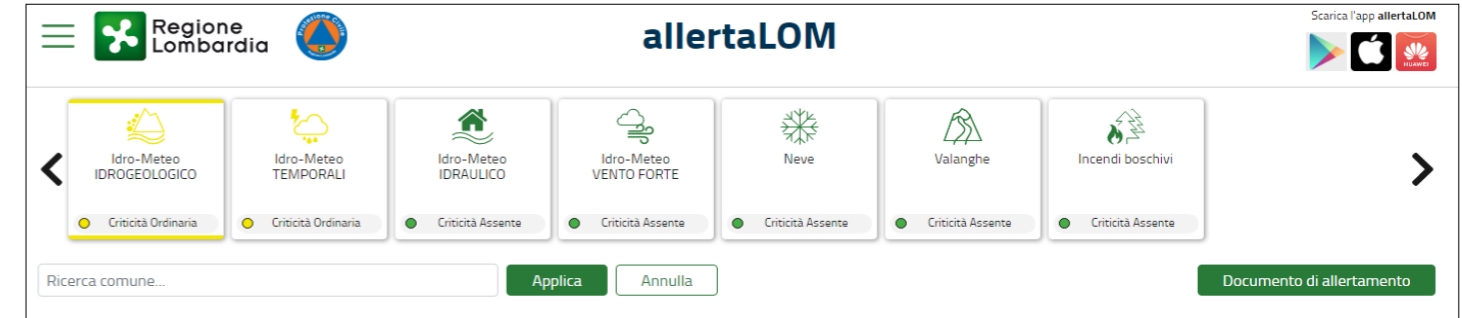 Regione
Lombardia
allertaLOM
Scarica l'app allertaLOM
HUAWEI
Idro-Meteo
IDROGEOLOGICO
Criticità Ordinaria
Idro-Meteo
TEMPORALI
Criticità Ordinaria
Idro-Meteo
IDRAULICO
Criticità Assente
Idro-Meteo
VENTO FORTE
Criticità Assente
Neve
Criticità Assente
Valanghe
Criticità Assente
Incendi boschivi
Criticità Assente
Ricerca comune...
Applica
Annulla
Documento di allertamento